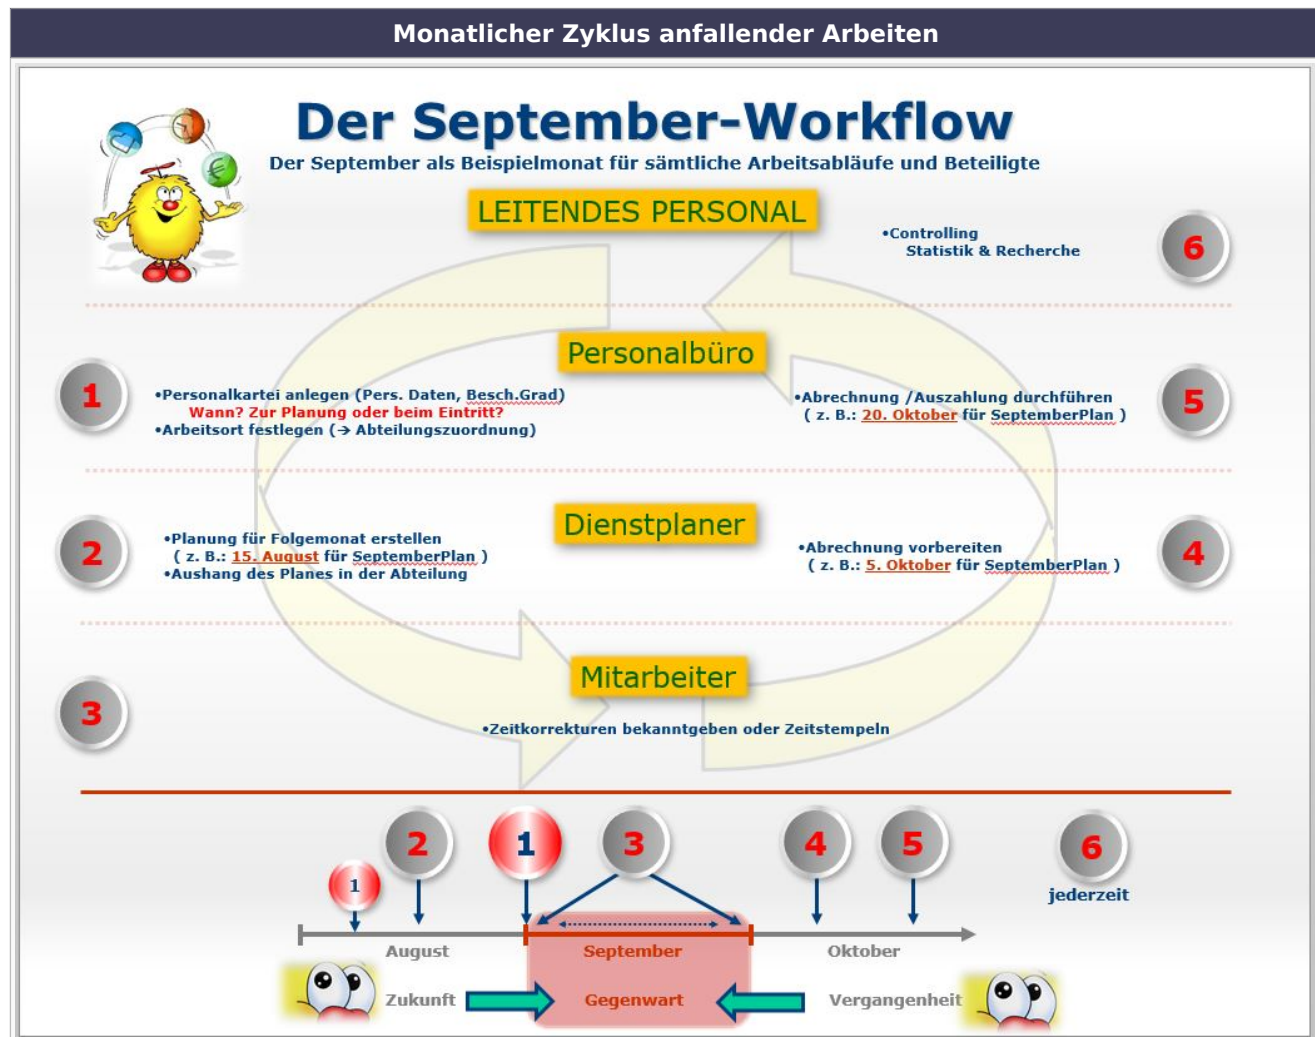 Monatlicher Zyklus anfallender Arbeiten
Der September-Workflow
Der September als Beispielmonat für sämtliche Arbeitsabläufe und Beteiligte
LEITENDES PERSONAL
•Controlling
Statistik & Recherche
6
Personalbüro
1
•Personalkartei anlegen (Pers. Daten, Besch.Grad)
Wann? Zur Planung oder beim Eintritt?
•Arbeitsort festlegen (→ Abteilungszuordnung)
•Abrechnung /Auszahlung durchführen
( z. B.: 20. Oktober für SeptemberPlan )
5
Dienstplaner
2
•Planung für Folgemonat erstellen
( z. B.: 15. August für SeptemberPlan )
•Aushang des Planes in der Abteilung
•Abrechnung vorbereiten
( z. B.: 5. Oktober für SeptemberPlan )
4
Mitarbeiter
3
•Zeitkorrekturen bekanntgeben oder Zeitstempeln
1
2
1
3
4
5
6
jederzeit
August
September
Oktober
Zukunft
Gegenwart
Vergangenheit